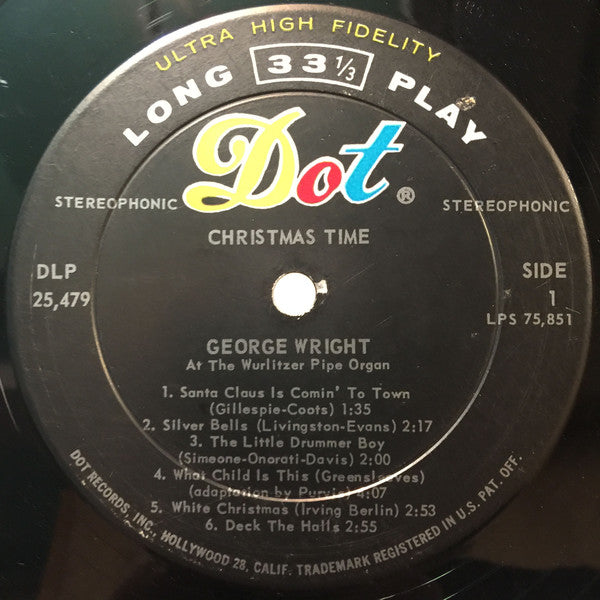 ULTRA HIGH FIDELITY
LONG 33 1/3 PLAY
Dot ®
STEREOPHONIC STEREOPHONIC
CHRISTMAS TIME
DLP SIDE
25,479 1
LPS 75,851
GEORGE WRIGHT
At The Wurlitzer Pipe Organ
1. Santa Claus Is Comin' To Town
(Gillespie-Coots) 1:35
2. Silver Bells (Livingston-Evans) 2:17
3. The Little Drummer Boy
(Simeone-Onorati-Davis) 2:00
4. What Child Is This (Greensleeves)
(adaptation by Purvis) 4:07
5. White Christmas (Irving Berlin) 2:53
6. Deck The Halls 2:55
DOT RECORDS, INC. HOLLYWOOD 28, CALIF. TRADEMARK REGISTERED IN U.S. PAT. OFF.